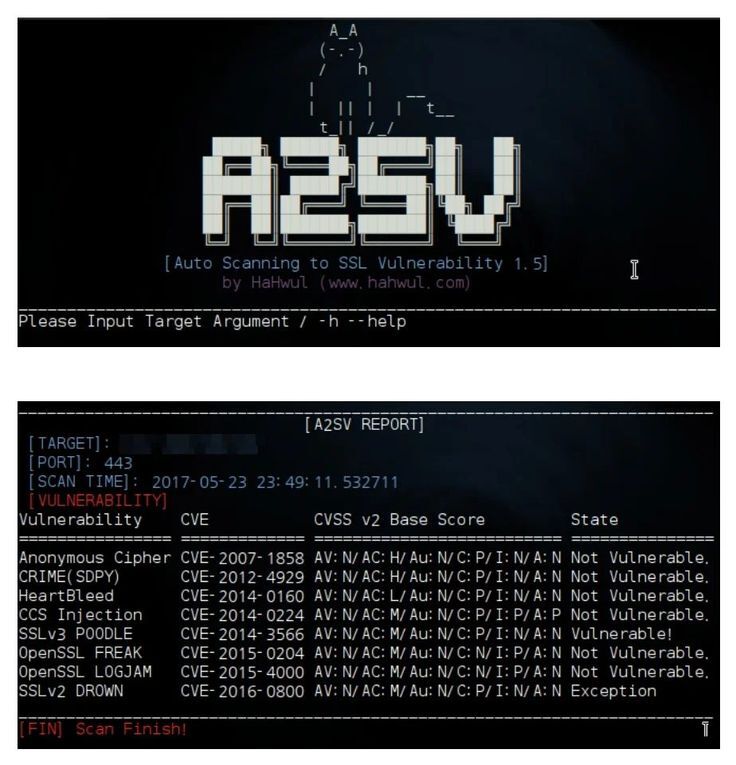 A2SV
[Auto Scanning to SSL Vulnerability 1.5]
by HaHwul (www.hahwul.com)
Please Input Target Argument / -h --help
[A2SV REPORT]
[TARGET]:
[PORT]: 443
[SCAN TIME]: 2017-05-23 23:49:11.532711
[VULNERABILITY]
Vulnerability CVE CVSS v2 Base Score State
Anonymous Cipher CVE-2007-1858 AV:N/AC:H/Au:N/C:P/I:N/A:N Not Vulnerable.
CRIME(SDPY) CVE-2012-4929 AV:N/AC:H/Au:N/C:P/I:N/A:N Not Vulnerable.
HeartBleed CVE-2014-0160 AV:N/AC:L/Au:N/C:P/I:N/A:N Not Vulnerable.
CCS Injection CVE-2014-0224 AV:N/AC:M/Au:N/C:P/I:P/A:P Not Vulnerable.
SSLv3 POODLE CVE-2014-3566 AV:N/AC:M/Au:N/C:P/I:N/A:N Vulnerable!
OpenSSL FREAK CVE-2015-0204 AV:N/AC:M/Au:N/C:N/I:P/A:N Not Vulnerable.
OpenSSL LOGJAM CVE-2015-4000 AV:N/AC:M/Au:N/C:N/I:P/A:N Not Vulnerable.
SSLv2 DROWN CVE-2016-0800 AV:N/AC:M/Au:N/C:P/I:N/A:N Exception
[FIN] Scan Finish!